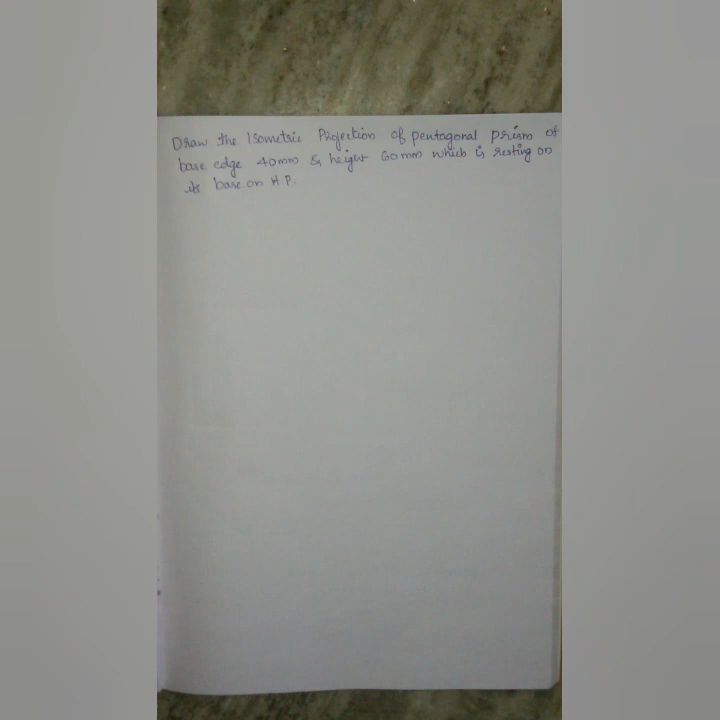 Draw the Isometric Projection of pentagonal prism of
base edge 40mm & height 60mm which is resting on
its base on H P.